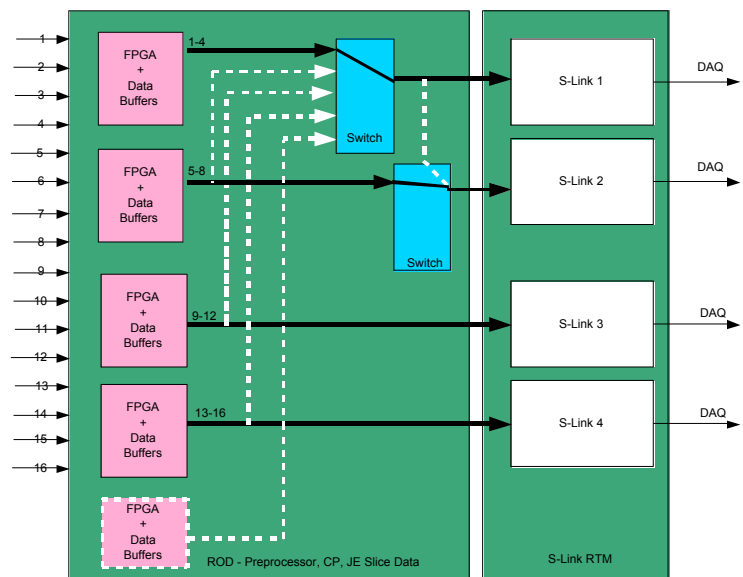 1
2
3
4
5
6
7
8
9
10
11
12
13
14
15
16
FPGA
+
Data
Buffers
1-4
Switch
S-Link 1
DAQ
FPGA
+
Data
Buffers
5-8
Switch
S-Link 2
DAQ
FPGA
+
Data
Buffers
9-12
S-Link 3
DAQ
FPGA
+
Data
Buffers
13-16
S-Link 4
DAQ
FPGA
+
Data
Buffers
ROD - Preprocessor, CP, JE Slice Data
S-Link RTM